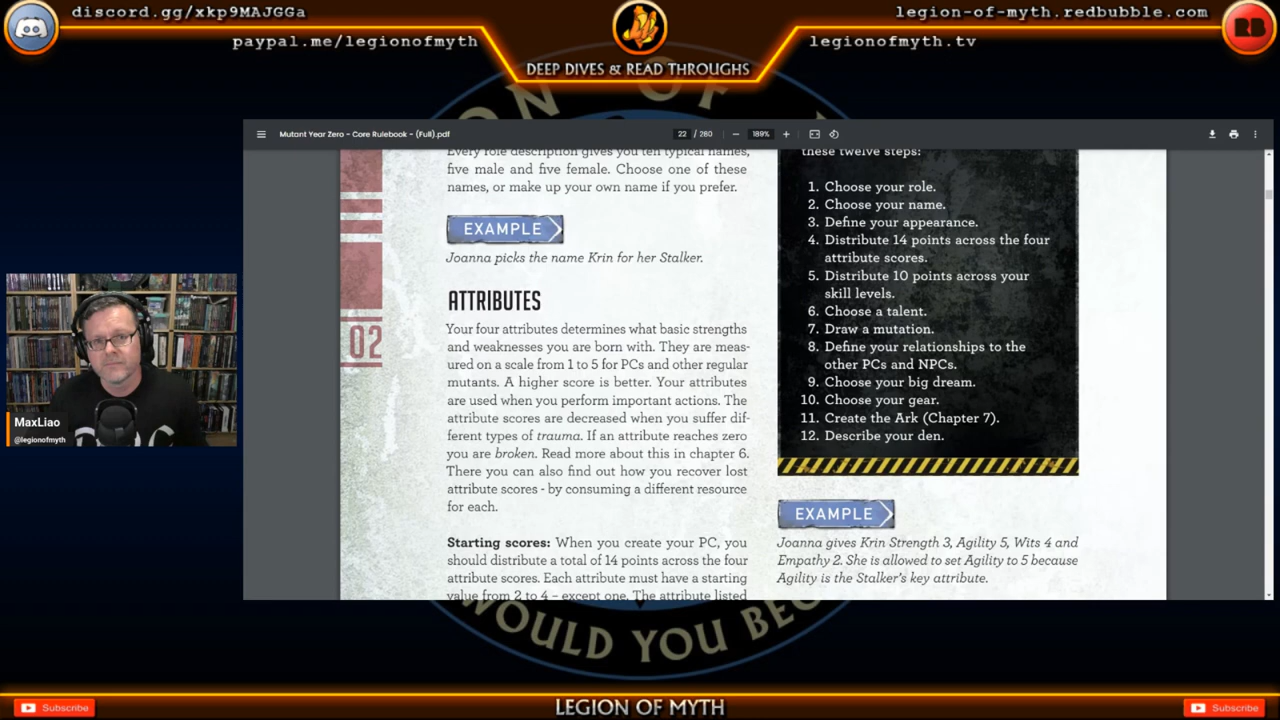 discord.gg/xkp9MAJGGa
legion-of-myth.redbubble.com
RB
paypal.me/legionofmyth
legionofmyth.tv
DEEP DIVES & READ THROUGHS
Mutant Year Zero - Core Rulebook - (Full).pdf
22 / 280
189%
Every role description gives you ten typical names,
five male and five female. Choose one of these
names, or make up your own name if you prefer.
EXAMPLE
Joanna picks the name Krin for her Stalker.
ATTRIBUTES
02
Your four attributes determines what basic strengths
and weaknesses you are born with. They are meas-
ured on a scale from 1 to 5 for PCs and other regular
mutants. A higher score is better. Your attributes
are used when you perform important actions. The
attribute scores are decreased when you suffer dif-
ferent types of trauma. If an attribute reaches zero
you are broken. Read more about this in chapter 6.
There you can also find out how you recover lost
attribute scores - by consuming a different resource
for each.
Starting scores: When you create your PC, you
should distribute a total of 14 points across the four
attribute scores. Each attribute must have a starting
value from 2 to 4 – except one. The attribute listed
these twelve steps:
1. Choose your role.
2. Choose your name.
3. Define your appearance.
4. Distribute 14 points across the four
attribute scores.
5. Distribute 10 points across your
skill levels.
6. Choose a talent.
7. Draw a mutation.
8. Define your relationships to the
other PCs and NPCs.
9. Choose your big dream.
10. Choose your gear.
11. Create the Ark (Chapter 7).
12. Describe your den.
EXAMPLE
Joanna gives Krin Strength 3, Agility 5, Wits 4 and
Empathy 2. She is allowed to set Agility to 5 because
Agility is the Stalker's key attribute.
MaxLiao
@legionofmyth
WOULD YOU
Subscribe
LEGION OF MYTH
Subscribe